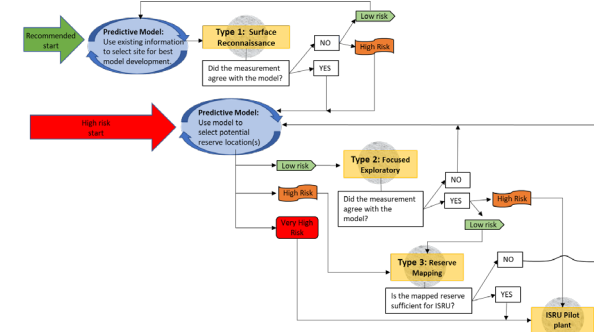 Low risk
Recommended
start
Predictive Model:
Use existing information
to select site for best
model development.
Type 1: Surface
Reconnaissance
NO
High Risk
Did the measurement
agree with the model?
YES
High risk
start
Predictive Model:
Use model to
select potential
reserve location(s)
Low risk
Type 2: Focused
Exploratory
High Risk
Did the measurement
agree with the
model?
NO
YES
High Risk
Very High
Risk
Low risk
Type 3: Reserve
Mapping
NO
Is the mapped reserve
sufficient for ISRU?
YES
ISRU Pilot
plant